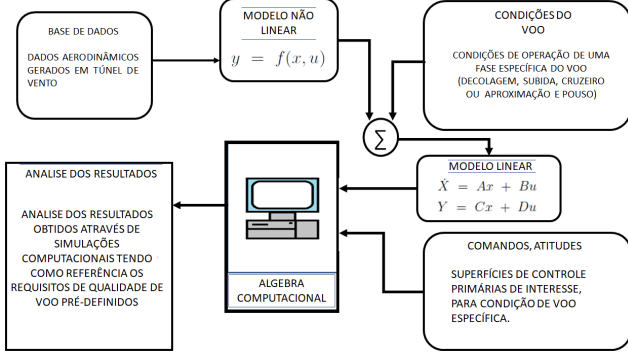 BASE DE DADOS
DADOS AERODINÂMICOS
GERADOS EM TÚNEL DE
VENTO
MODELO NÃO
LINEAR
y = f(x, u)
CONDIÇÕES DO
VOO
CONDIÇÕES DE OPERAÇÃO DE UMA
FASE ESPECÍFICA DO VOO
(DECOLAGEM, SUBIDA, CRUZEIRO
OU APROXIMAÇÃO E POUSO)
∑
MODELO LINEAR
Ẋ = Ax + Bu
Y = Cx + Du
COMANDOS, ATITUDES
SUPERFÍCIES DE CONTROLE
PRIMÁRIAS DE INTERESSE,
PARA CONDIÇÃO DE VOO
ESPECÍFICA.
ALGEBRA
COMPUTACIONAL
ANALISE DOS RESULTADOS
ANALISE DOS RESULTADOS
OBTIDOS ATRAVÉS DE
SIMULAÇÕES
COMPUTACIONAIS TENDO
COMO REFERÊNCIA OS
REQUISITOS DE QUALIDADE DE
VOO PRÉ-DEFINIDOS